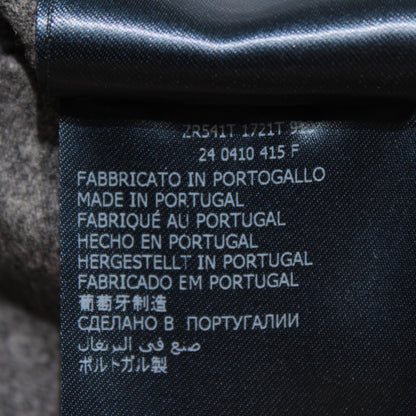 ZR541T 1721T
24 0410 415 F
FABBRICATO IN PORTOGALLO
MADE IN PORTUGAL
FABRIQUÉ AU PORTUGAL
HECHO EN PORTUGAL
HERGESTELLT IN PORTUGAL
FABRICADO EM PORTUGAL
葡萄牙制造
СДЕЛАНО В ПОРТУГАЛИИ
صنع في البرتغال
ポルトガル製